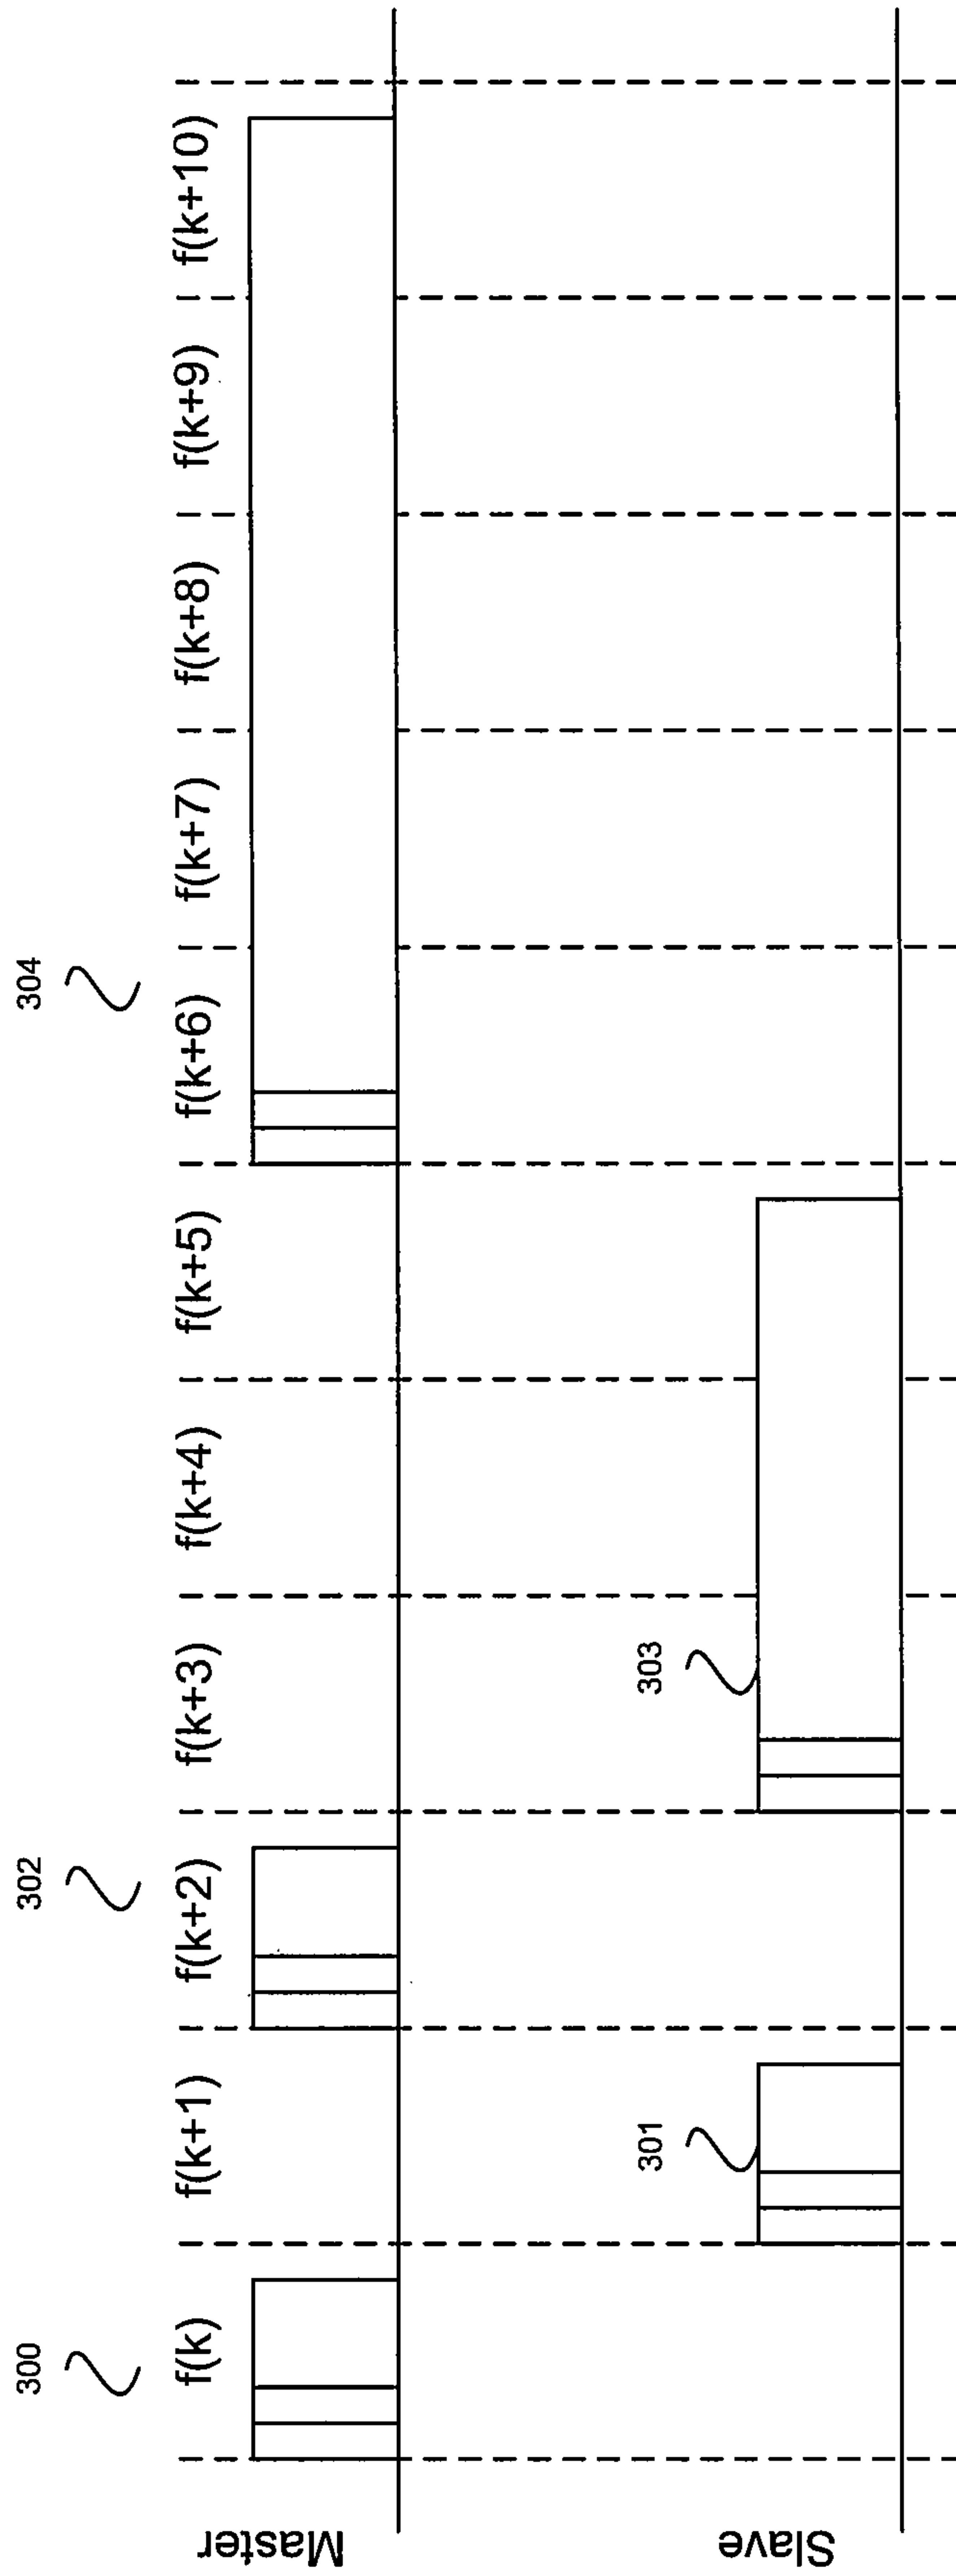 300
302
304
f(k)
f(k+1)
f(k+2)
f(k+3)
f(k+4)
f(k+5)
f(k+6)
f(k+7)
f(k+8)
f(k+9)
f(k+10)
Master
301
303
Slave